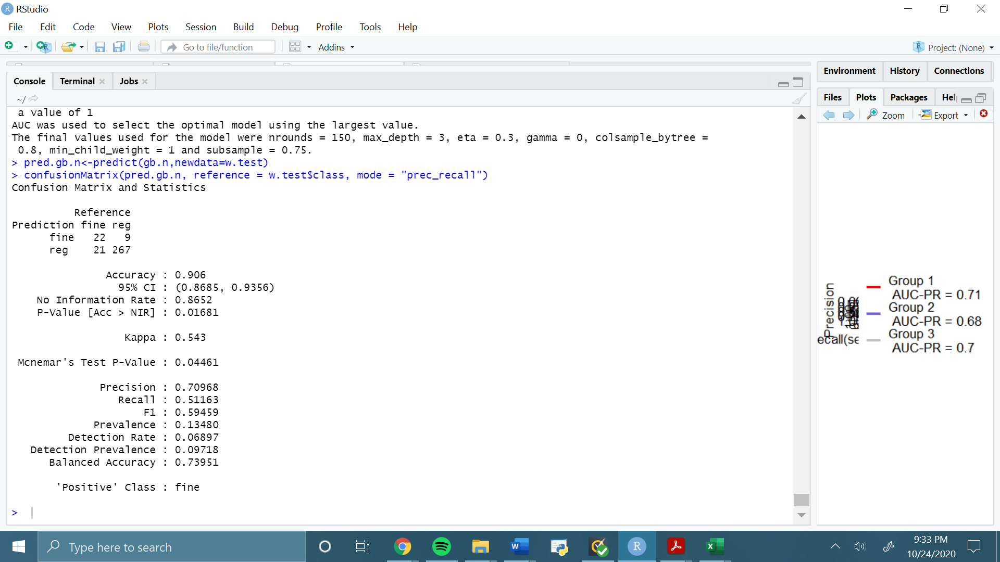 RStudio
File Edit Code View Plots Session Build Debug Profile Tools Help
Go to file/function Addins Project: (None)
Console Terminal Jobs
~/
a value of 1
AUC was used to select the optimal model using the largest value.
The final values used for the model were nrounds = 150, max_depth = 3, eta = 0.3, gamma = 0, colsample_bytree =
0.8, min_child_weight = 1 and subsample = 0.75.
> pred.gb.n<-predict(gb.n,newdata=w.test)
> confusionMatrix(pred.gb.n, reference = w.test$class, mode = "prec_recall")
Confusion Matrix and Statistics
Reference
Prediction fine reg
fine 22 9
reg 21 267
Accuracy : 0.906
95% CI : (0.8685, 0.9356)
No Information Rate : 0.8652
P-Value [Acc > NIR] : 0.01681
Kappa : 0.543
Mcnemar's Test P-Value : 0.04461
Precision : 0.70968
Recall : 0.51163
F1 : 0.59459
Prevalence : 0.13480
Detection Rate : 0.06897
Detection Prevalence : 0.09718
Balanced Accuracy : 0.73951
'Positive' Class : fine
>
Environment History Connections
Files Plots Packages Hel
Zoom Export
Precision
ecall(se
Group 1
AUC-PR = 0.71
Group 2
AUC-PR = 0.68
Group 3
AUC-PR = 0.7
Type here to search
9:33 PM
10/24/2020